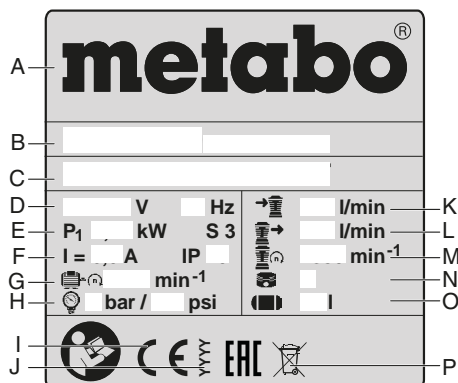 A metabo ®
B
C
D V Hz l/min K
E P1 kW S 3 l/min L
F I = A IP min-1 M
G n min-1 n N
H bar / psi l O
I CE YYYY EAC
J P